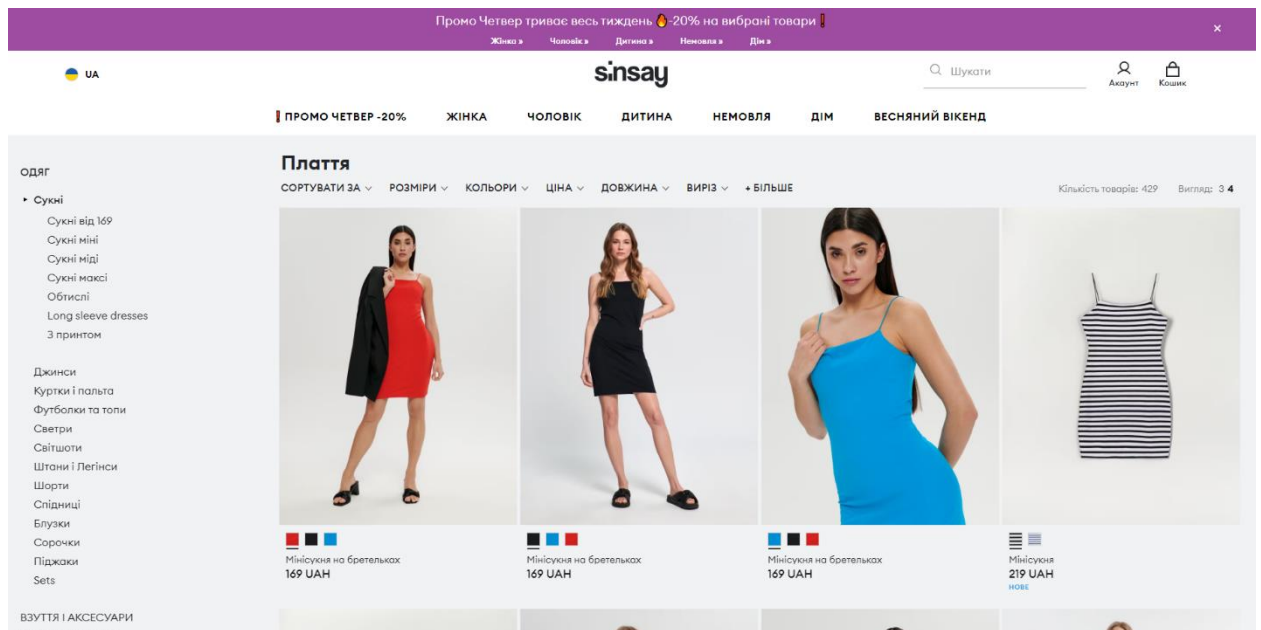 Промо Четвер триває весь тиждень 🔥-20% на вибрані товари❗
Жінка » Чоловік » Дитина » Немовля » Дім »
UA
sinsay
Шукати
Акаунт
Кошик
❗ПРОМО ЧЕТВЕР -20% ЖІНКА ЧОЛОВІК ДИТИНА НЕМОВЛЯ ДІМ ВЕСНЯНИЙ ВІКЕНД
ОДЯГ
Сукні
Сукні від 169
Сукні міні
Сукні міді
Сукні максі
Обтислі
Long sleeve dresses
З принтом
Джинси
Куртки і пальта
Футболки та топи
Светри
Світшоти
Штани і Легінси
Шорти
Спідниці
Блузки
Сорочки
Піджаки
Sets
ВЗУТТЯ І АКСЕСУАРИ
Плаття
СОРТУВАТИ ЗА РОЗМІРИ КОЛЬОРИ ЦІНА ДОВЖИНА ВИРІЗ + БІЛЬШЕ
Кількість товарів: 429 Вигляд: 3 4
Мінісукня на бретельках
169 UAH
Мінісукня на бретельках
169 UAH
Мінісукня на бретельках
169 UAH
Мінісукня
219 UAH
НОВЕ